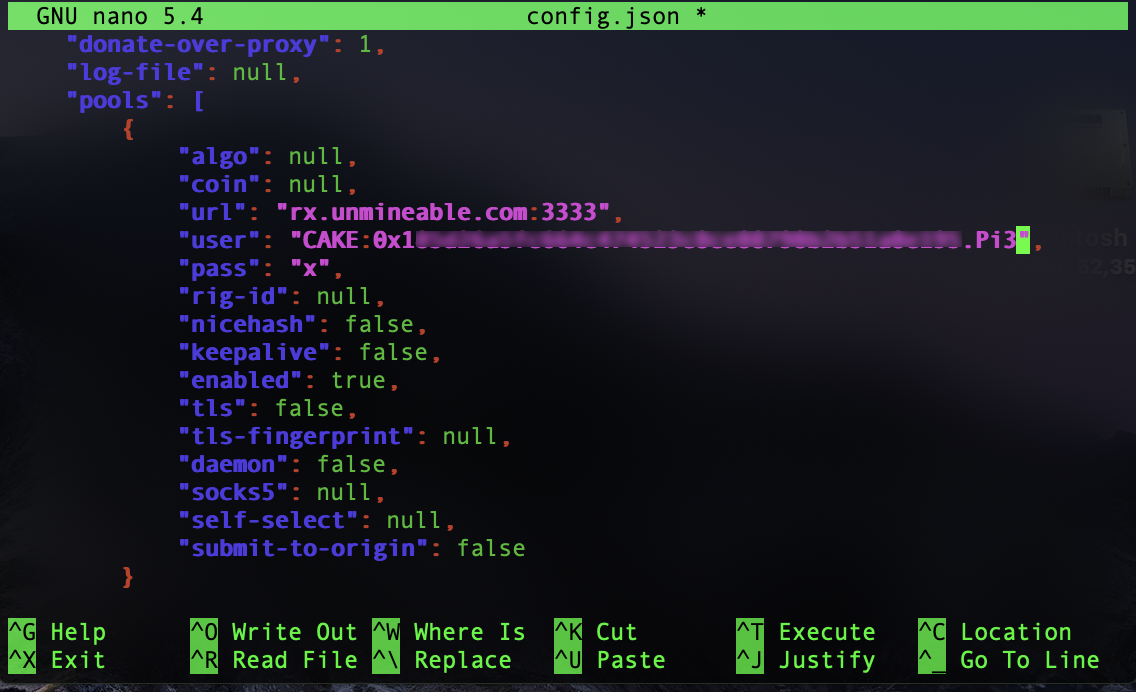 GNU nano 5.4 config.json *
"donate-over-proxy": 1,
"log-file": null,
"pools": [
{
"algo": null,
"coin": null,
"url": "rx.unmineable.com:3333",
"user": "CAKE:0x1 .Pi3",
"pass": "x",
"rig-id": null,
"nicehash": false,
"keepalive": false,
"enabled": true,
"tls": false,
"tls-fingerprint": null,
"daemon": false,
"socks5": null,
"self-select": null,
"submit-to-origin": false
}
^G Help ^O Write Out ^W Where Is ^K Cut ^T Execute ^C Location
^X Exit ^R Read File ^\ Replace ^U Paste ^J Justify ^_ Go To Line